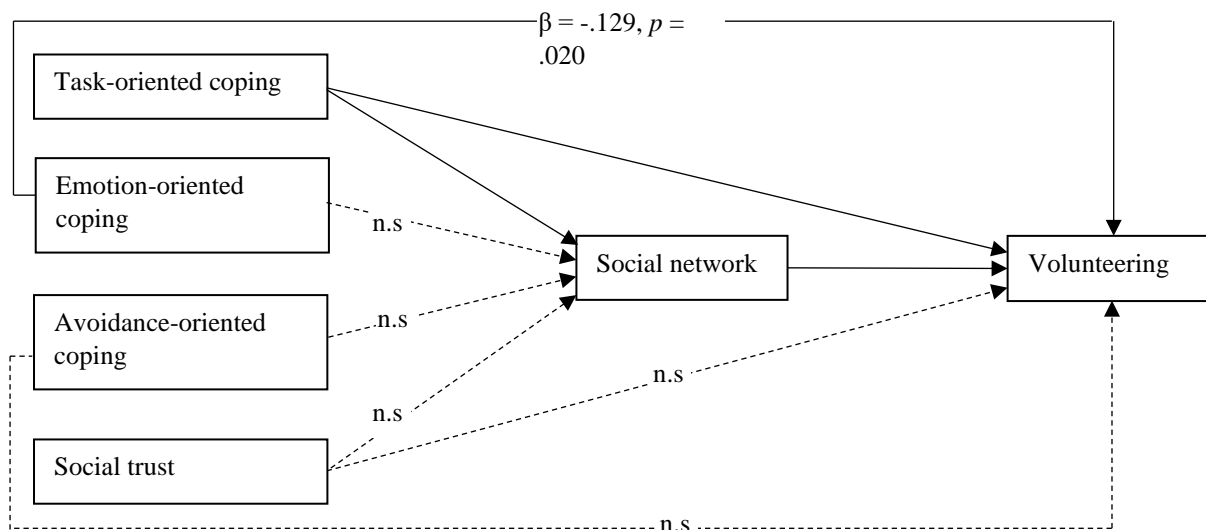 β = -.129, p =
.020
Task-oriented coping
Emotion-oriented
coping
n.s
Social network
Volunteering
Avoidance-oriented
coping
n.s
n.s
n.s
Social trust
n.s